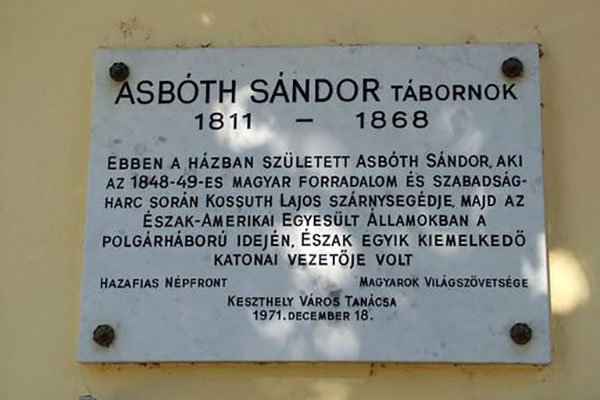 ASBÓTH SÁNDOR TÁBORNOK
1811 – 1868
EBBEN A HÁZBAN SZÜLETETT ASBÓTH SÁNDOR, AKI
AZ 1848-49-ES MAGYAR FORRADALOM ÉS SZABADSÁG-
HARC SORÁN KOSSUTH LAJOS SZÁRNYSEGÉDJE, MAJD AZ
ÉSZAK-AMERIKAI EGYESÜLT ÁLLAMOKBAN A
POLGÁRHÁBORÚ IDEJÉN, ÉSZAK EGYIK KIEMELKEDŐ
KATONAI VEZETŐJE VOLT
HAZAFIAS NÉPFRONT MAGYAROK VILÁGSZÖVETSÉGE
KESZTHELY VÁROS TANÁCSA
1971. DECEMBER 18.